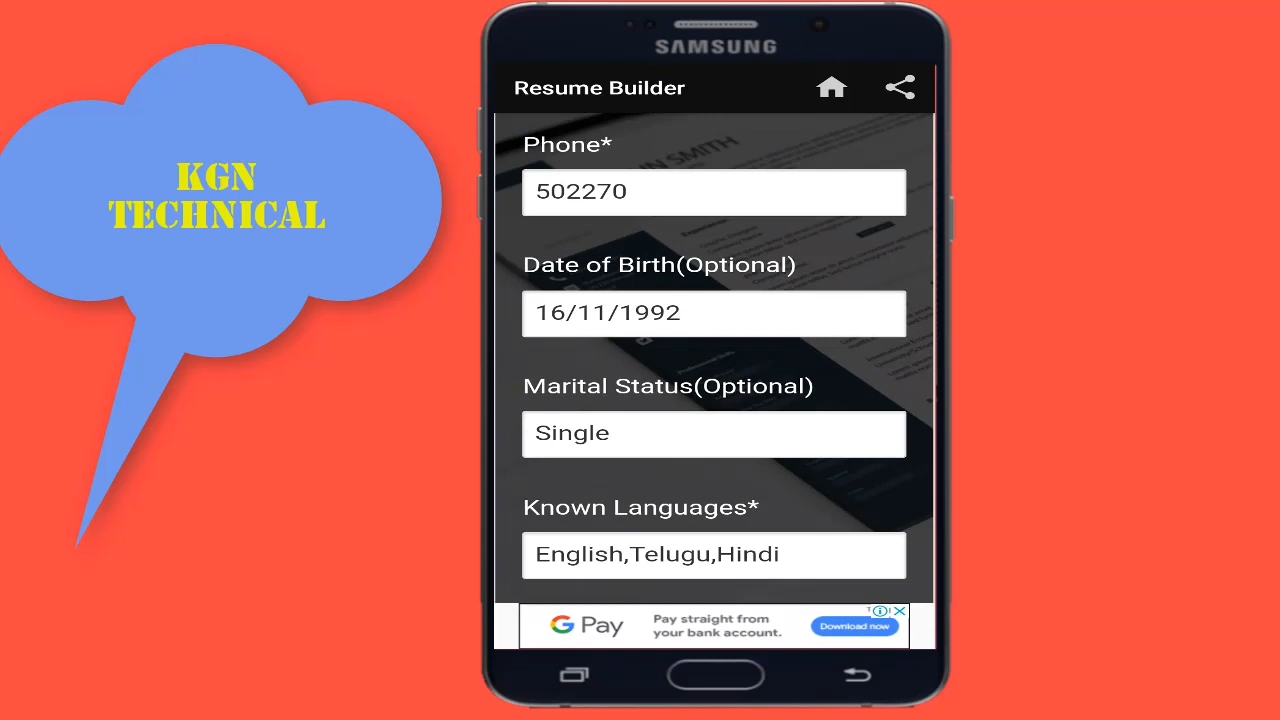 KGN
TECHNICAL
SAMSUNG
Resume Builder
Phone*
502270
Date of Birth(Optional)
16/11/1992
Marital Status(Optional)
Single
Known Languages*
English,Telugu,Hindi
G Pay
Pay straight from
your bank account.
Download now